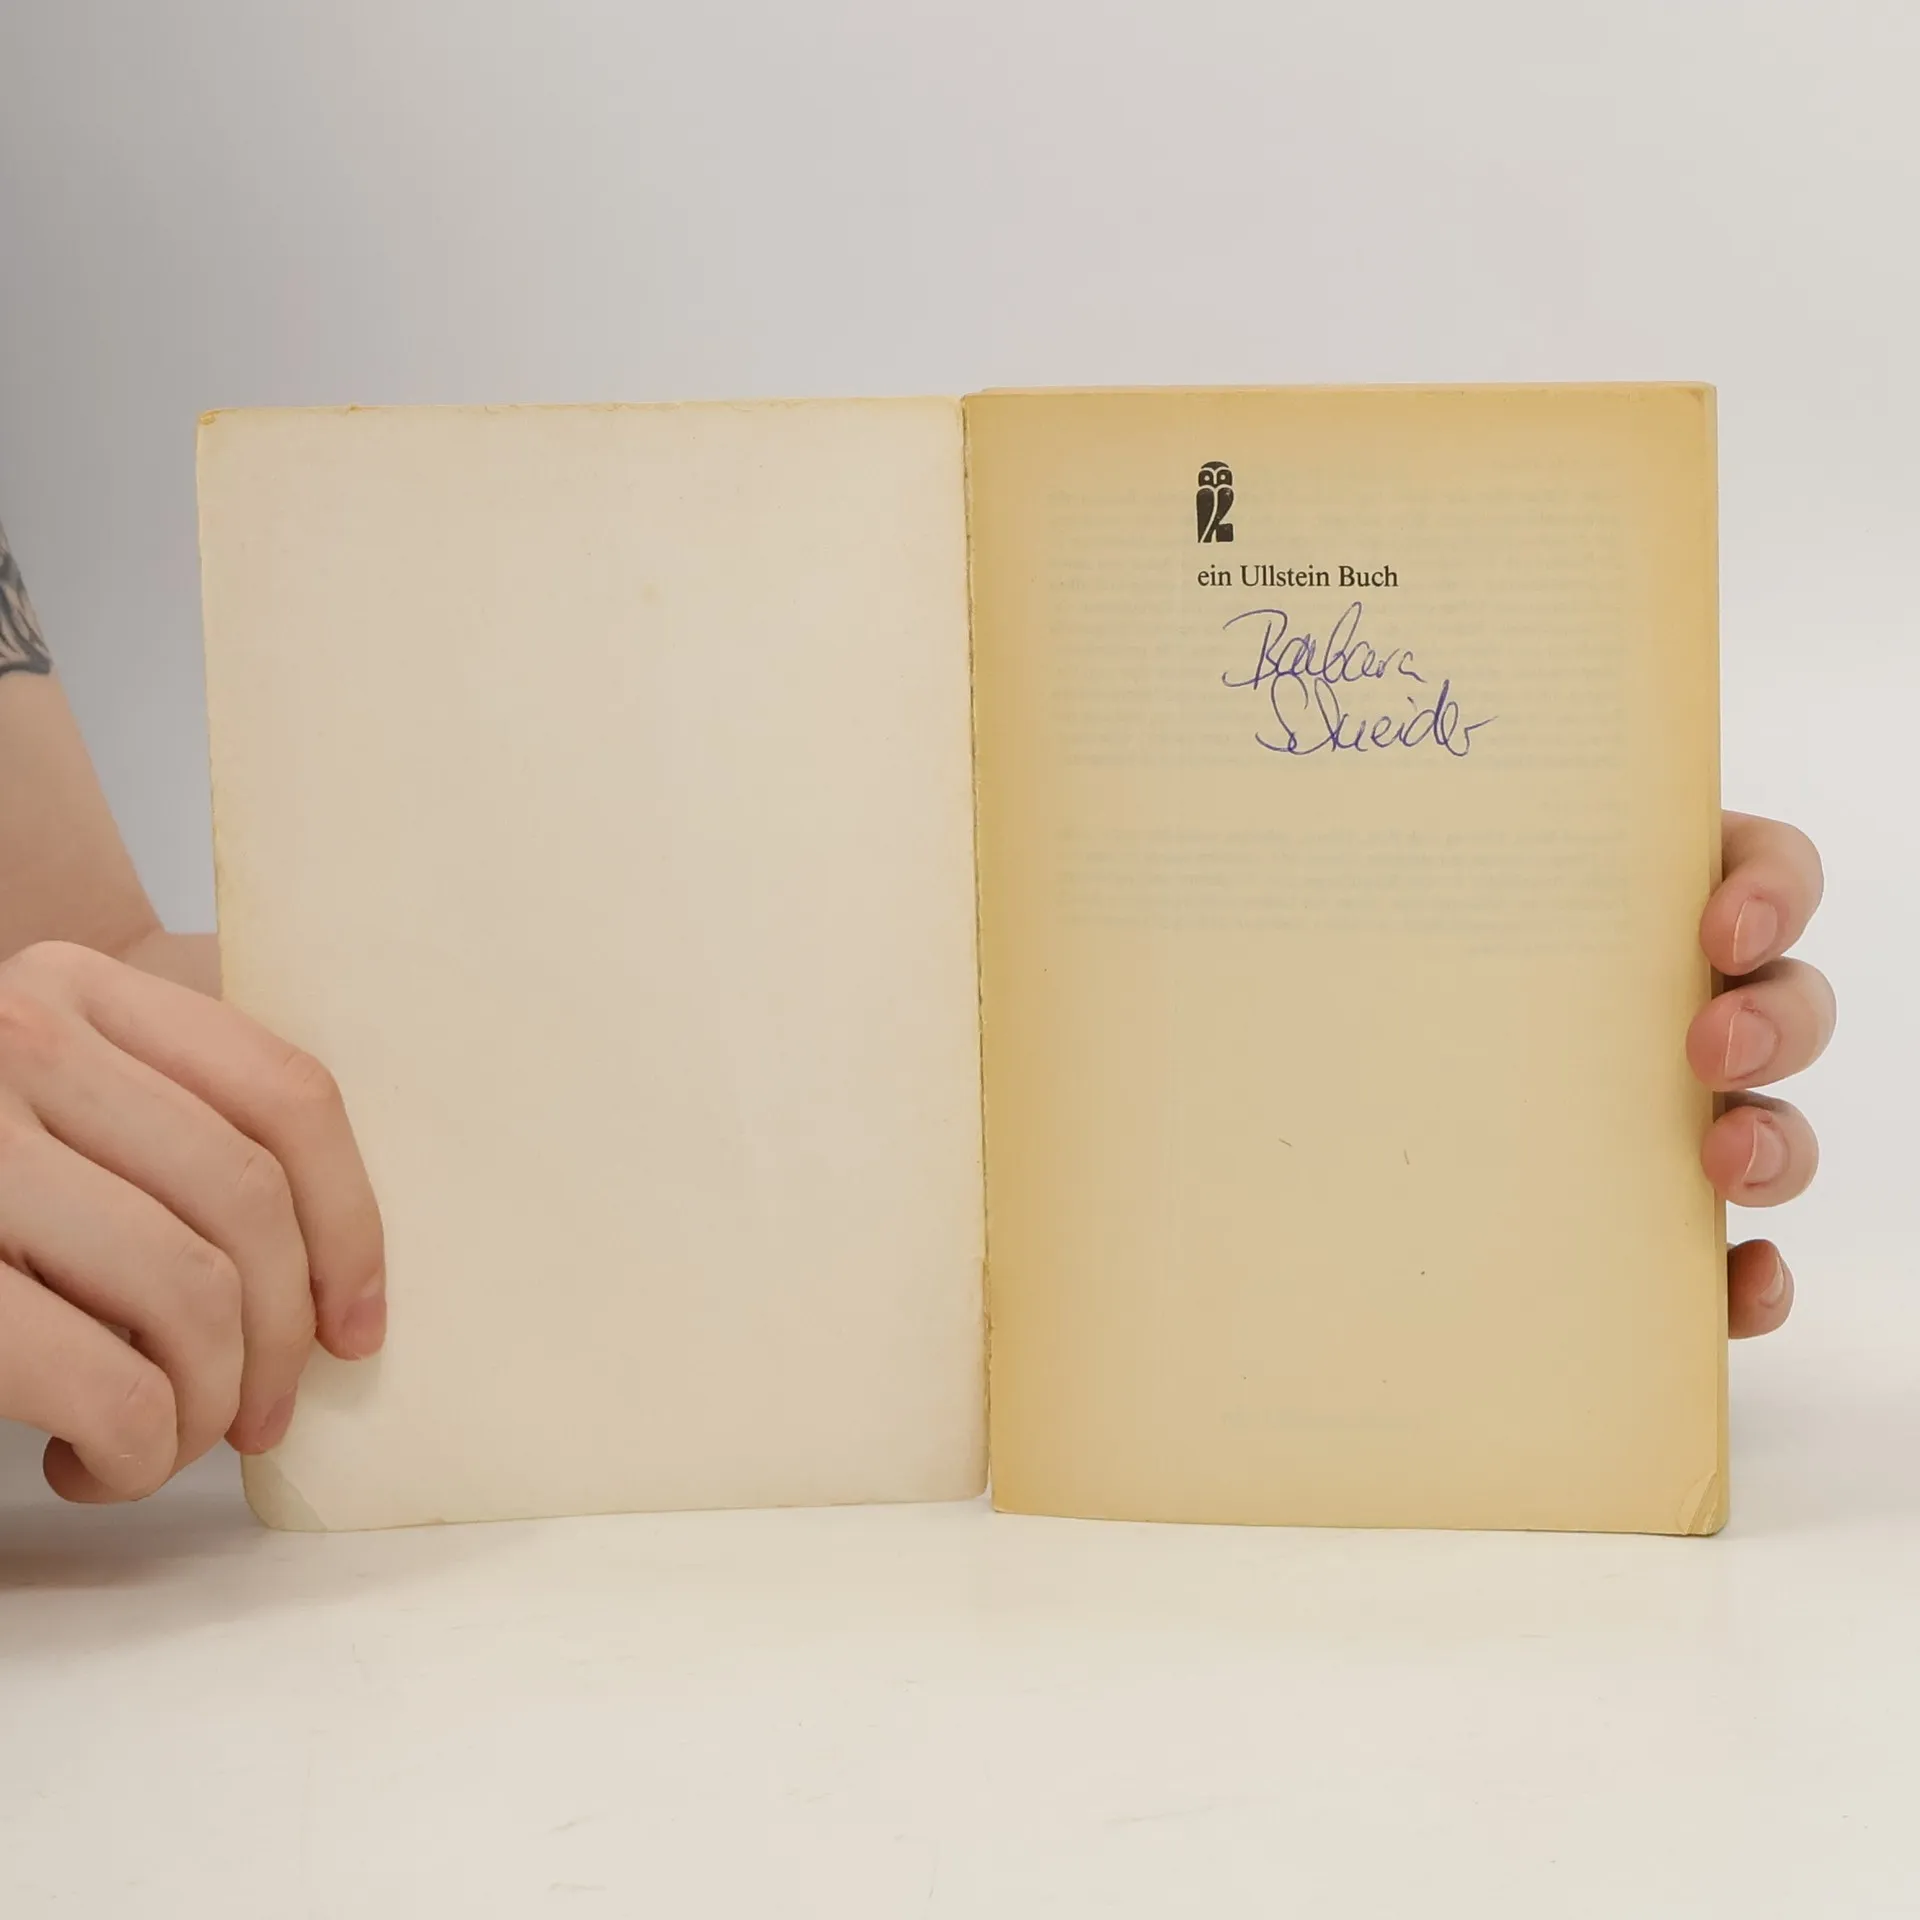 ein Ullstein Buch
Barbara
Schneider